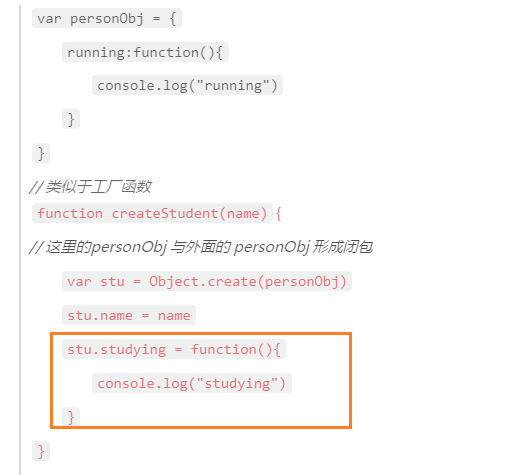 var personObj = {
running:function(){
console.log("running")
}
}
// 类似于工厂函数
function createStudent(name) {
// 这里的personObj 与外面的 personObj 形成闭包
var stu = Object.create(personObj)
stu.name = name
stu.studying = function(){
console.log("studying")
}
}